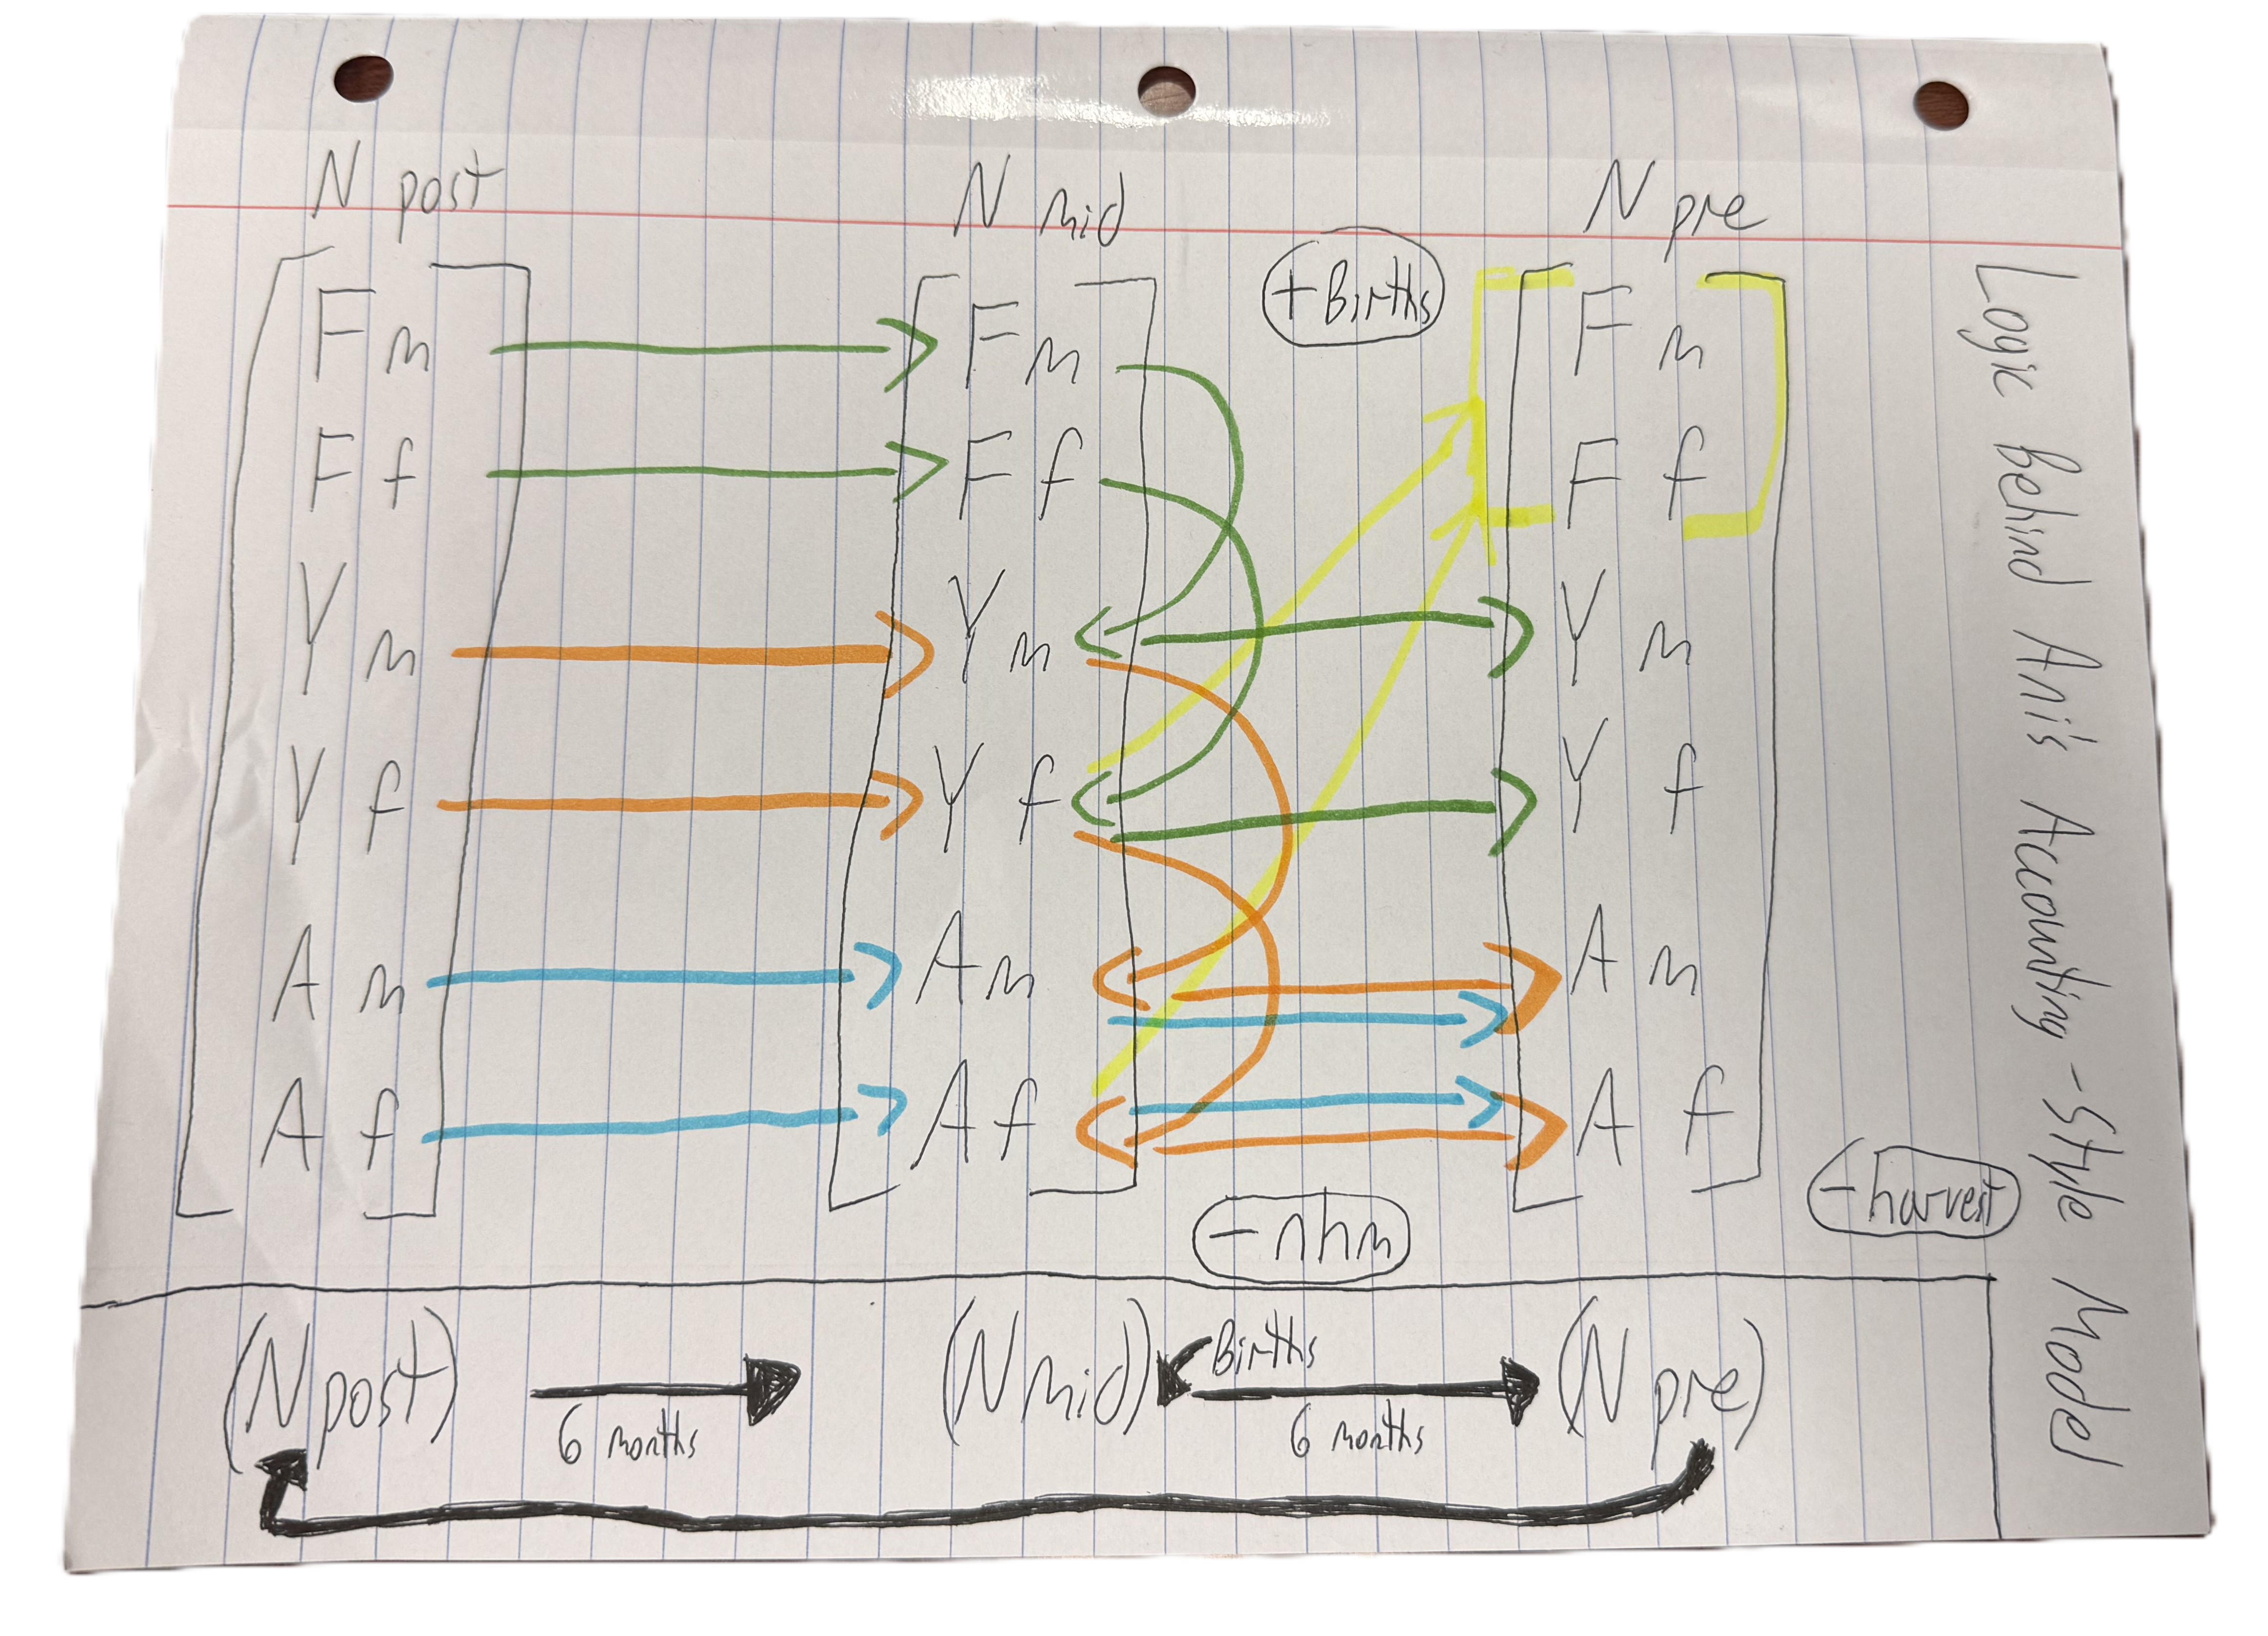 Logic Behind Ani's Accounting-Style Model
N post N mid N pre
+ Births
F m F m F m
F f F f F f
Y m Y m Y m
Y f Y f Y f
A m A m A m
A f A f A f
- nhm - harvest
Births
(N post) (N mid) (N pre)
6 months 6 months